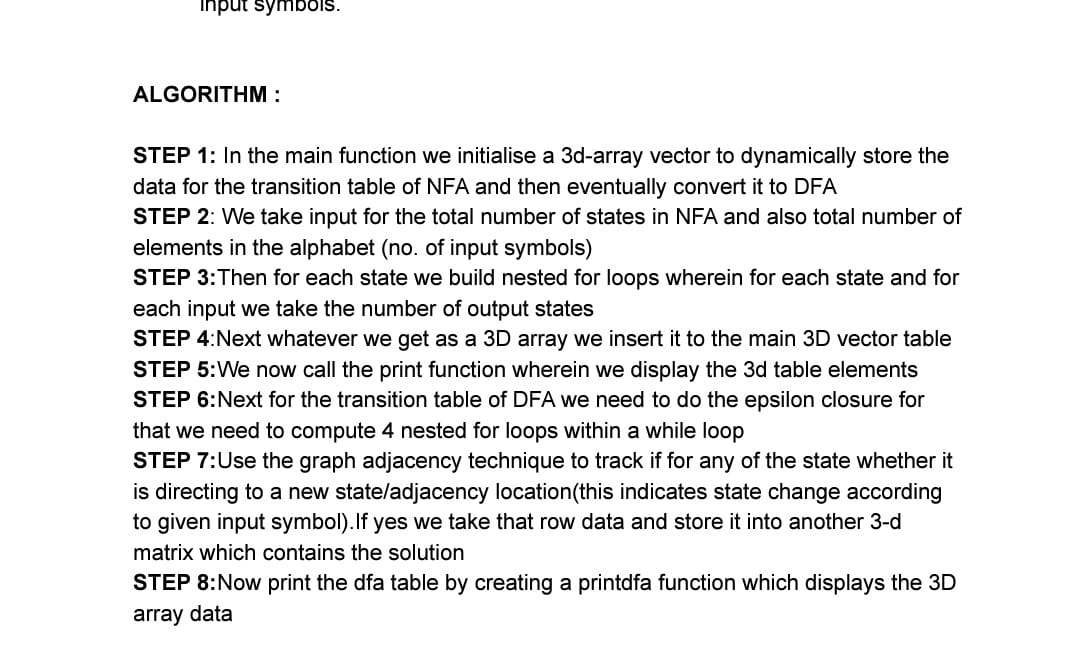 input symbols.
ALGORITHM :
STEP 1: In the main function we initialise a 3d-array vector to dynamically store the
data for the transition table of NFA and then eventually convert it to DFA
STEP 2: We take input for the total number of states in NFA and also total number of
elements in the alphabet (no. of input symbols)
STEP 3:Then for each state we build nested for loops wherein for each state and for
each input we take the number of output states
STEP 4:Next whatever we get as a 3D array we insert it to the main 3D vector table
STEP 5:We now call the print function wherein we display the 3d table elements
STEP 6:Next for the transition table of DFA we need to do the epsilon closure for
that we need to compute 4 nested for loops within a while loop
STEP 7:Use the graph adjacency technique to track if for any of the state whether it
is directing to a new state/adjacency location(this indicates state change according
to given input symbol).If yes we take that row data and store it into another 3-d
matrix which contains the solution
STEP 8:Now print the dfa table by creating a printdfa function which displays the 3D
array data